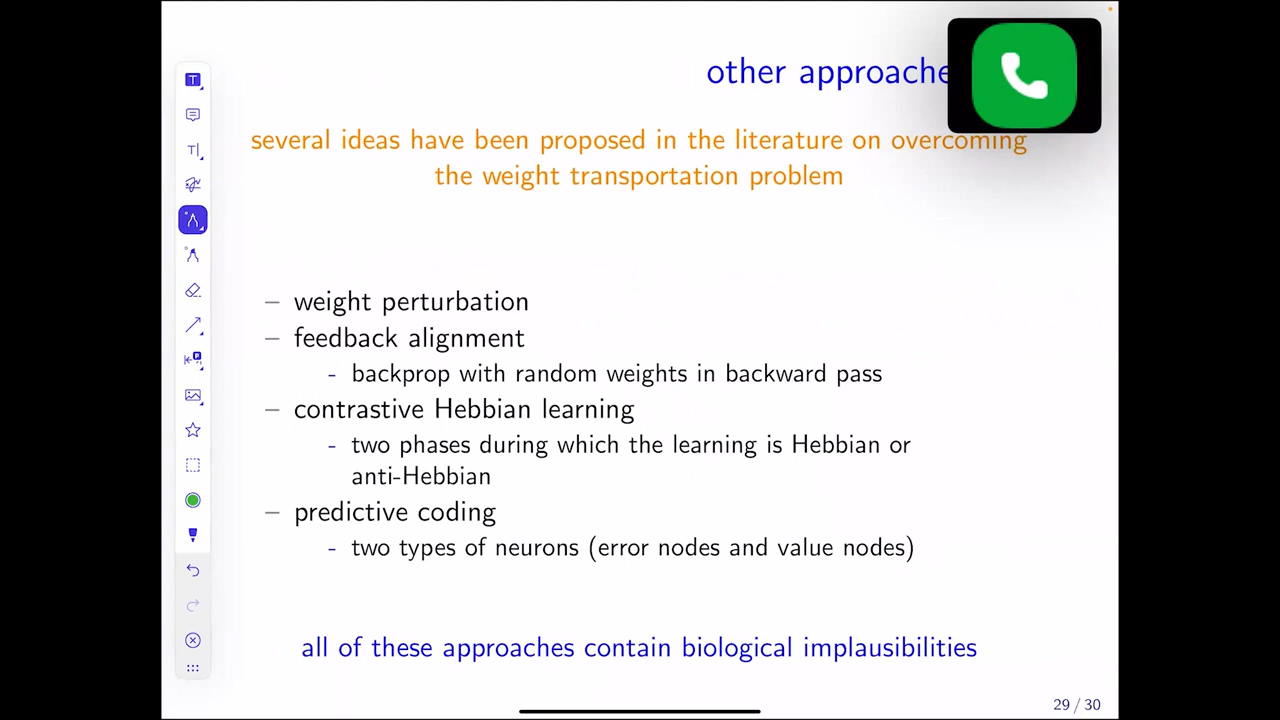 other approache
several ideas have been proposed in the literature on overcoming
the weight transportation problem
– weight perturbation
– feedback alignment
- backprop with random weights in backward pass
– contrastive Hebbian learning
- two phases during which the learning is Hebbian or
anti-Hebbian
– predictive coding
- two types of neurons (error nodes and value nodes)
all of these approaches contain biological implausibilities
29 / 30